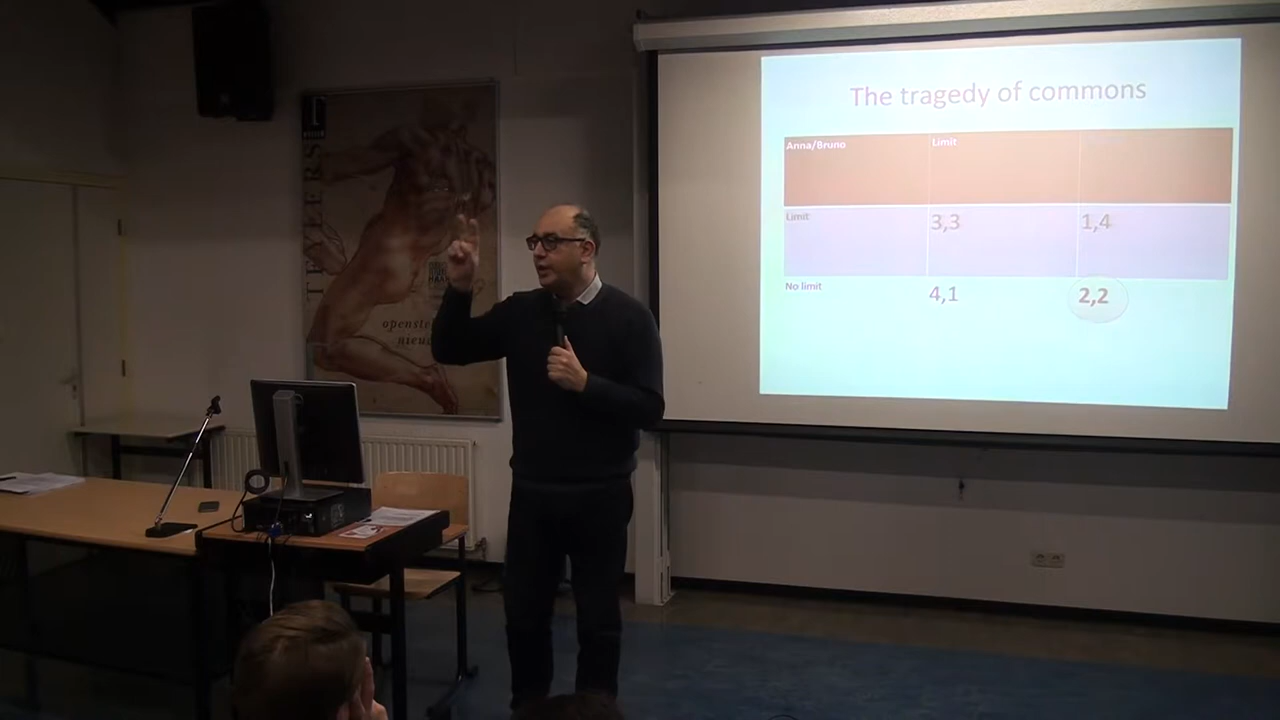 The tragedy of commons
Anna/Bruno Limit
Limit 3,3 1,4
No limit 4,1 2,2
TEYLERS
openste
nieuw